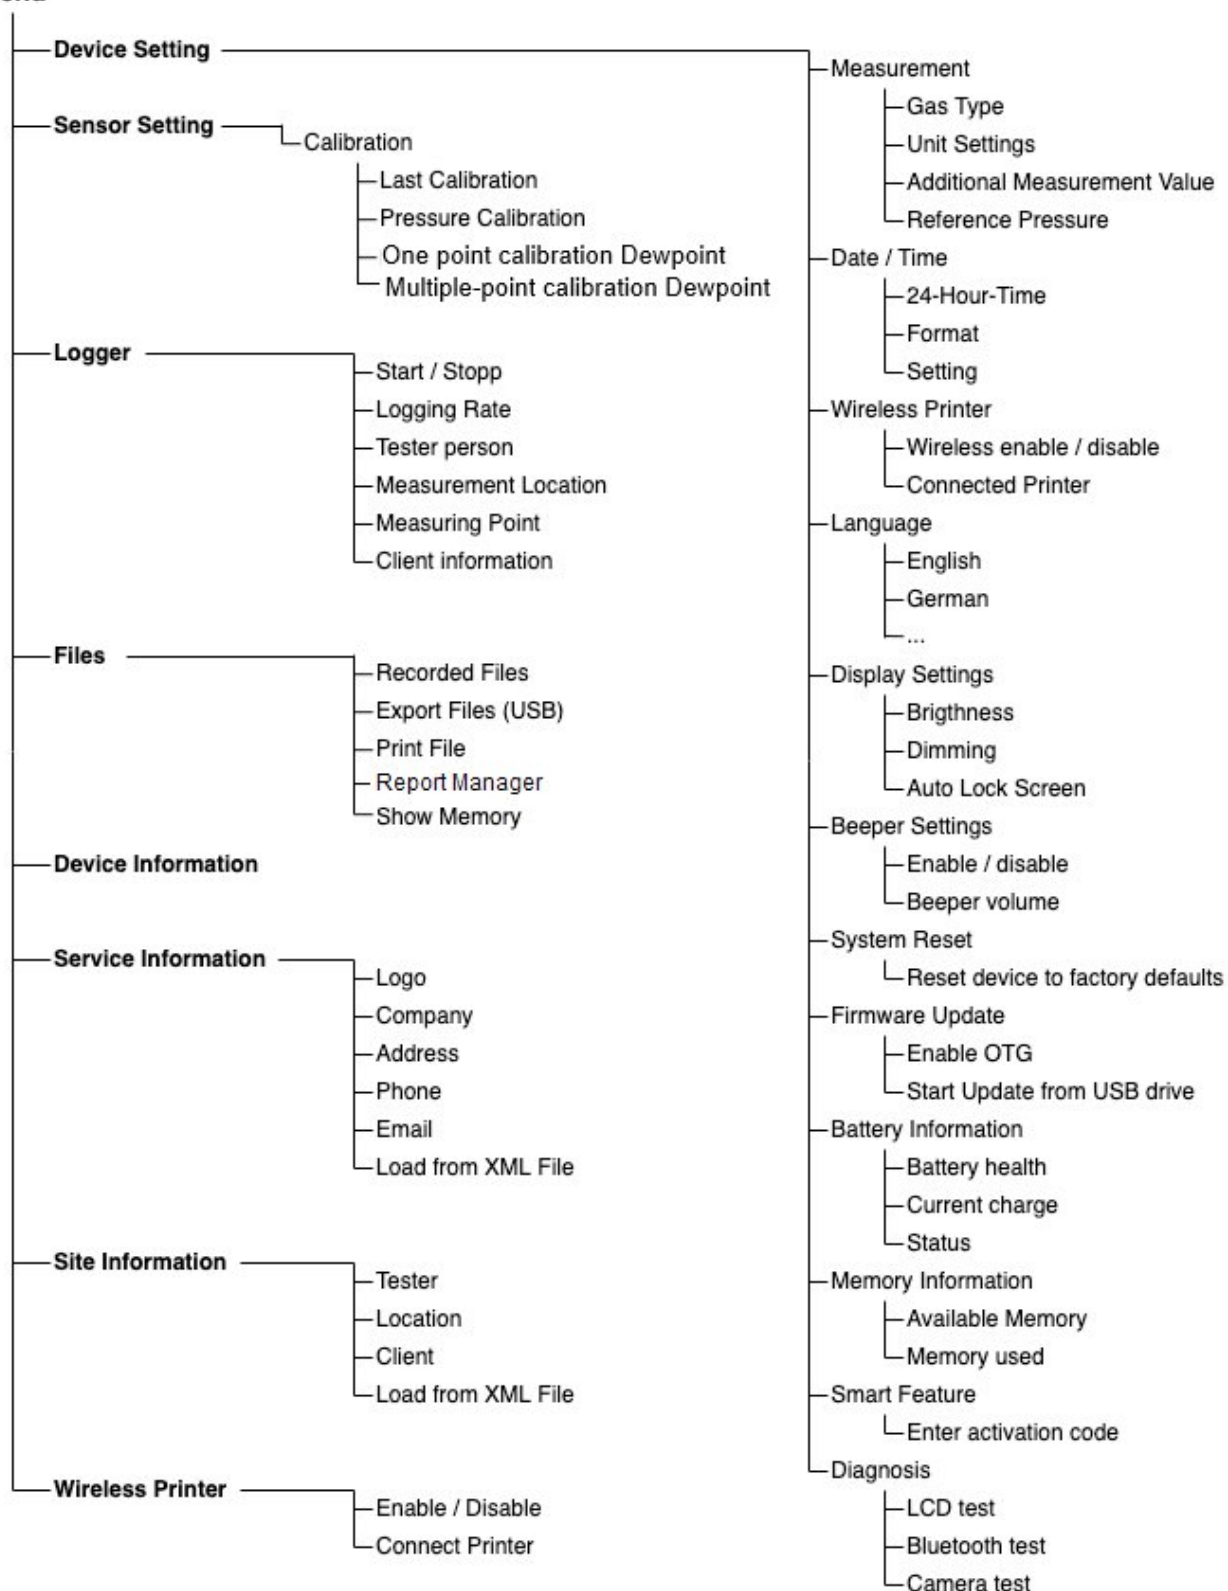 Device Setting
Measurement
Gas Type
Unit Settings
Additional Measurement Value
Reference Pressure
Date / Time
24-Hour-Time
Format
Setting
Wireless Printer
Wireless enable / disable
Connected Printer
Language
English
German
...
Display Settings
Brigthness
Dimming
Auto Lock Screen
Beeper Settings
Enable / disable
Beeper volume
System Reset
Reset device to factory defaults
Firmware Update
Enable OTG
Start Update from USB drive
Battery Information
Battery health
Current charge
Status
Memory Information
Available Memory
Memory used
Smart Feature
Enter activation code
Diagnosis
LCD test
Bluetooth test
Camera test
Sensor Setting
Calibration
Last Calibration
Pressure Calibration
One point calibration Dewpoint
Multiple-point calibration Dewpoint
Logger
Start / Stopp
Logging Rate
Tester person
Measurement Location
Measuring Point
Client information
Files
Recorded Files
Export Files (USB)
Print File
Report Manager
Show Memory
Device Information
Service Information
Logo
Company
Address
Phone
Email
Load from XML File
Site Information
Tester
Location
Client
Load from XML File
Wireless Printer
Enable / Disable
Connect Printer